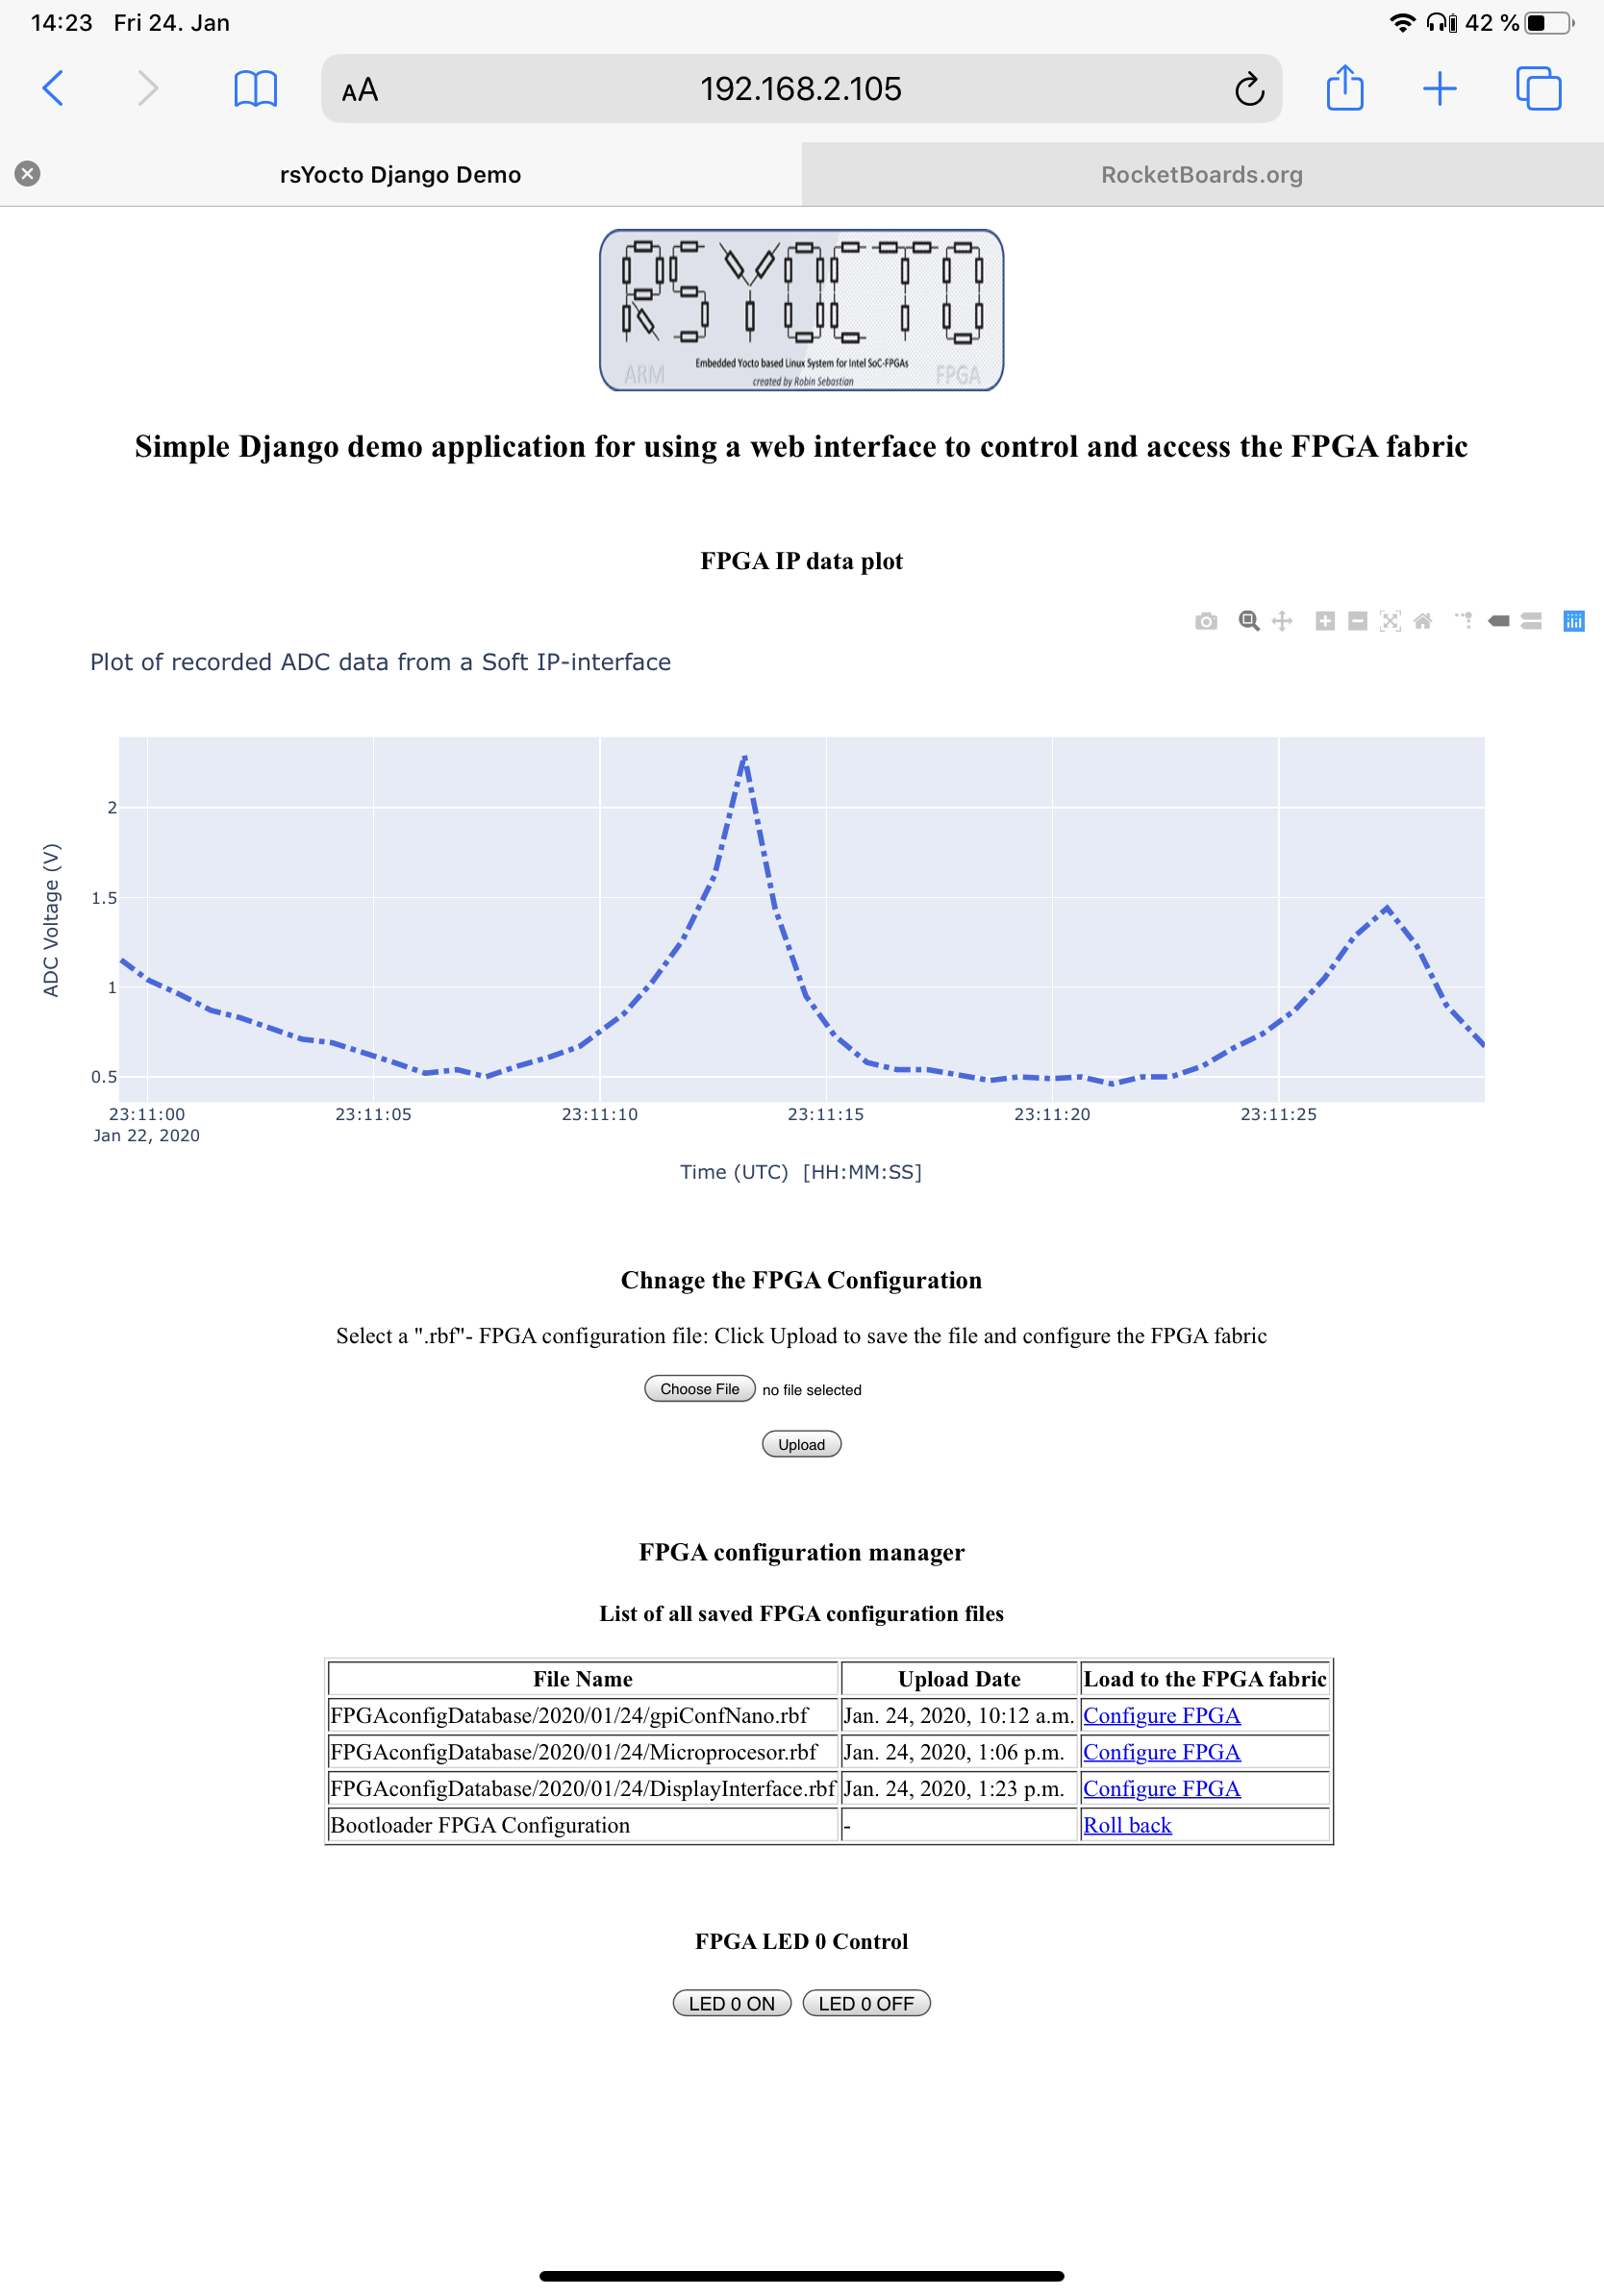 14:23 Fri 24. Jan 42 %
AA 192.168.2.105
rsYocto Django Demo RocketBoards.org
RSYOCTO
Embedded Yocto based Linux System for Intel SoC-FPGAs
ARM created by Robin Sebastian FPGA
Simple Django demo application for using a web interface to control and access the FPGA fabric
FPGA IP data plot
Plot of recorded ADC data from a Soft IP-interface
2
1.5
1
0.5
ADC Voltage (V)
23:11:00 23:11:05 23:11:10 23:11:15 23:11:20 23:11:25
Jan 22, 2020
Time (UTC) [HH:MM:SS]
Chnage the FPGA Configuration
Select a ".rbf"- FPGA configuration file: Click Upload to save the file and configure the FPGA fabric
Choose File no file selected
Upload
FPGA configuration manager
List of all saved FPGA configuration files
File Name Upload Date Load to the FPGA fabric
FPGAconfigDatabase/2020/01/24/gpiConfNano.rbf Jan. 24, 2020, 10:12 a.m. Configure FPGA
FPGAconfigDatabase/2020/01/24/Microprocesor.rbf Jan. 24, 2020, 1:06 p.m. Configure FPGA
FPGAconfigDatabase/2020/01/24/DisplayInterface.rbf Jan. 24, 2020, 1:23 p.m. Configure FPGA
Bootloader FPGA Configuration - Roll back
FPGA LED 0 Control
LED 0 ON LED 0 OFF